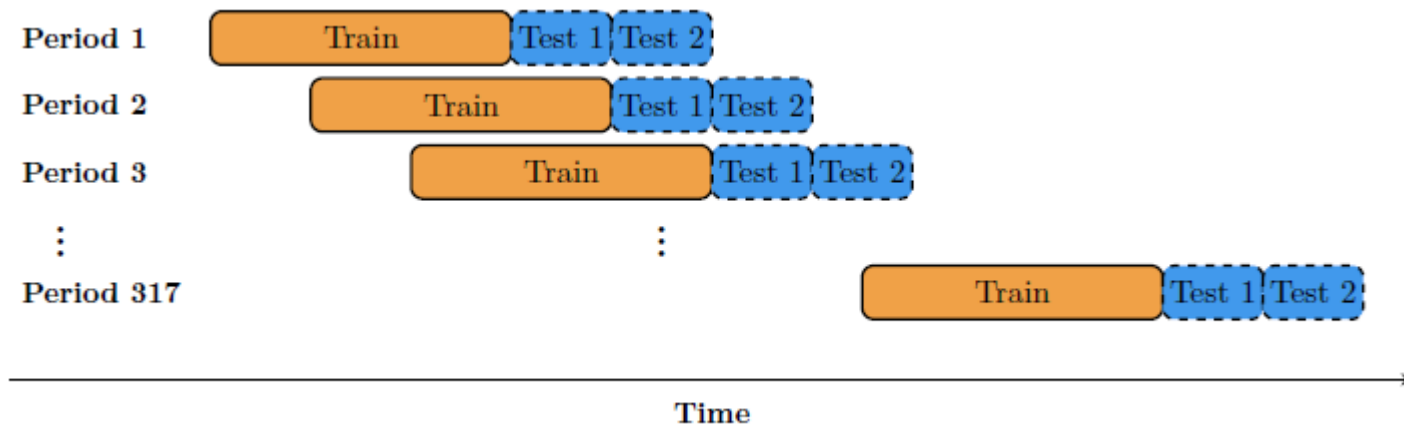 Period 1 Train Test 1 Test 2
Period 2 Train Test 1 Test 2
Period 3 Train Test 1 Test 2
⋮ ⋮
Period 317 Train Test 1 Test 2
Time